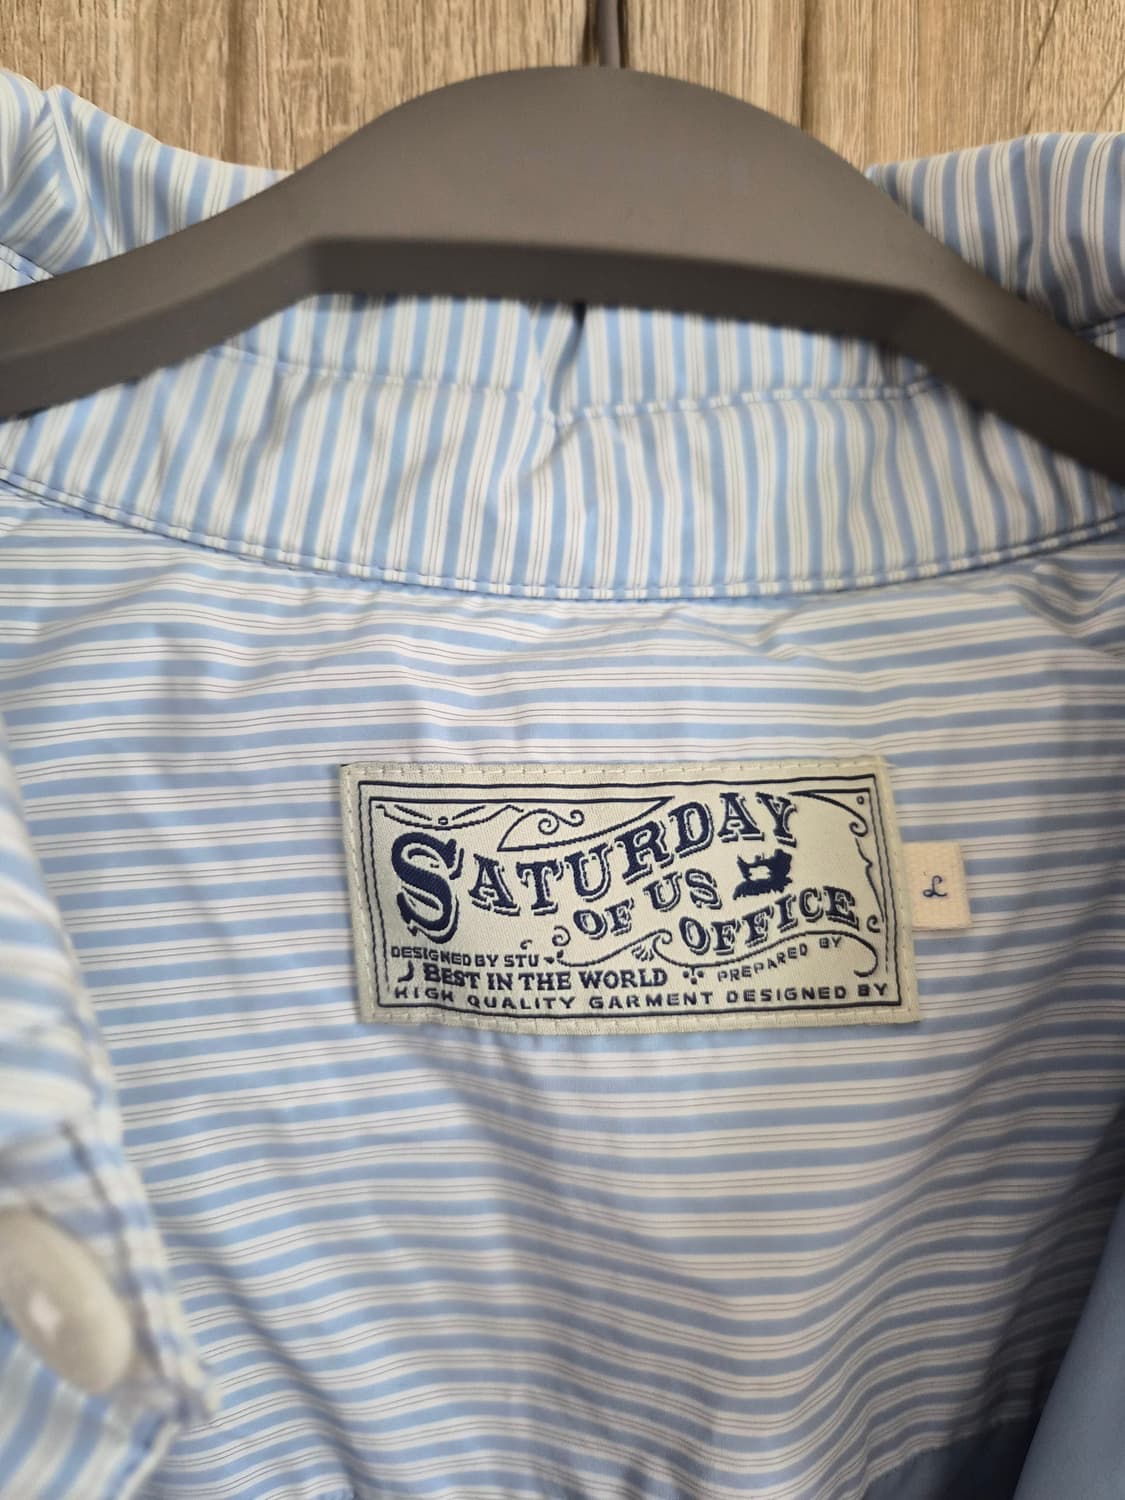 SATURDAY
OF US
OFFICE
DESIGNED BY STU
BEST IN THE WORLD
PREPARED BY
HIGH QUALITY GARMENT DESIGNED BY
L